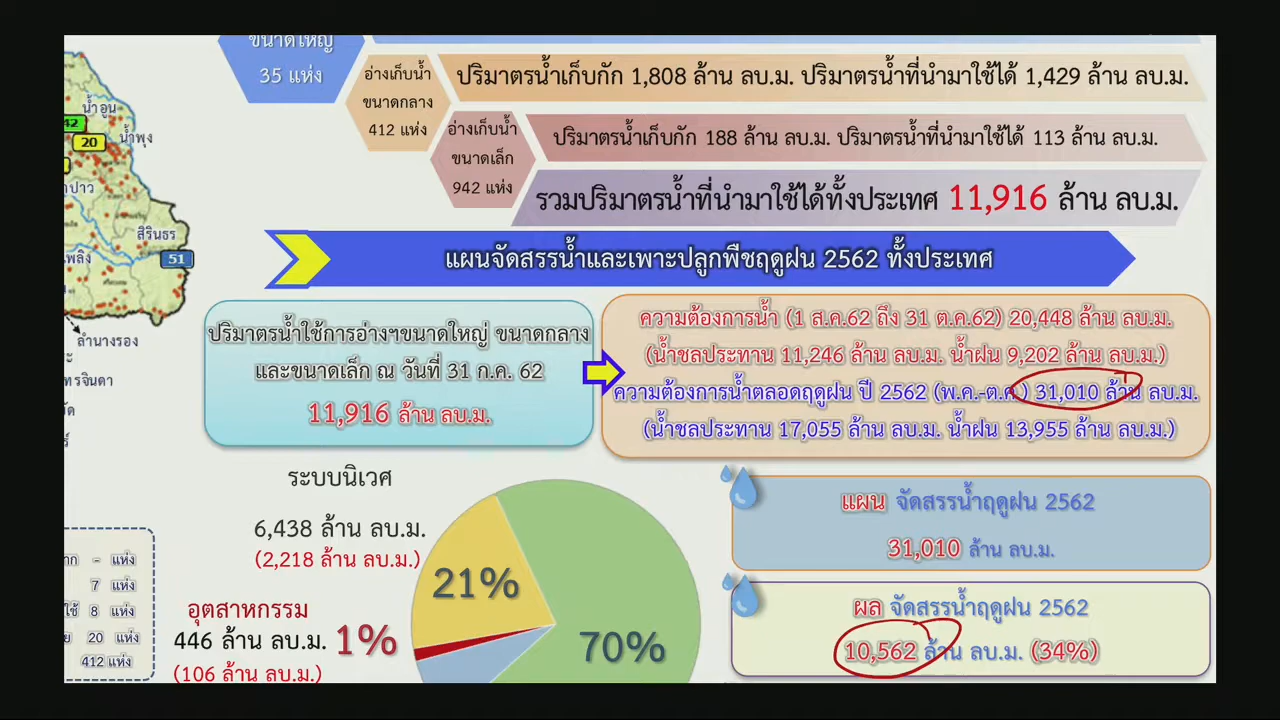 ขนาดใหญ่
35 แห่ง
อ่างเก็บน้ำ
ขนาดกลาง
412 แห่ง
ปริมาตรน้ำเก็บกัก 1,808 ล้าน ลบ.ม. ปริมาตรน้ำที่นำมาใช้ได้ 1,429 ล้าน ลบ.ม.
อ่างเก็บน้ำ
ขนาดเล็ก
942 แห่ง
ปริมาตรน้ำเก็บกัก 188 ล้าน ลบ.ม. ปริมาตรน้ำที่นำมาใช้ได้ 113 ล้าน ลบ.ม.
รวมปริมาตรน้ำที่นำมาใช้ได้ทั้งประเทศ 11,916 ล้าน ลบ.ม.
น้ำอูน
42
20
น้ำพุง
ปาว
สิรินธร
เพลิง
51
ลำนางรอง
แผนจัดสรรน้ำและเพาะปลูกพืชฤดูฝน 2562 ทั้งประเทศ
ปริมาตรน้ำใช้การอ่างฯขนาดใหญ่ ขนาดกลาง
และขนาดเล็ก ณ วันที่ 31 ก.ค. 62
11,916 ล้าน ลบ.ม.
ความต้องการน้ำ (1 ส.ค.62 ถึง 31 ต.ค.62) 20,448 ล้าน ลบ.ม.
(น้ำชลประทาน 11,246 ล้าน ลบ.ม. น้ำฝน 9,202 ล้าน ลบ.ม.)
ความต้องการน้ำตลอดฤดูฝน ปี 2562 (พ.ค.-ต.ค.) 31,010 ล้าน ลบ.ม.
(น้ำชลประทาน 17,055 ล้าน ลบ.ม. น้ำฝน 13,955 ล้าน ลบ.ม.)
ระบบนิเวศ
6,438 ล้าน ลบ.ม.
(2,218 ล้าน ลบ.ม.)
อุตสาหกรรม
446 ล้าน ลบ.ม. 1%
(106 ล้าน ลบ.ม.)
21%
70%
แผน จัดสรรน้ำฤดูฝน 2562
31,010 ล้าน ลบ.ม.
ผล จัดสรรน้ำฤดูฝน 2562
10,562 ล้าน ลบ.ม. (34%)
- แห่ง
7 แห่ง
ใช้ 8 แห่ง
20 แห่ง
412 แห่ง